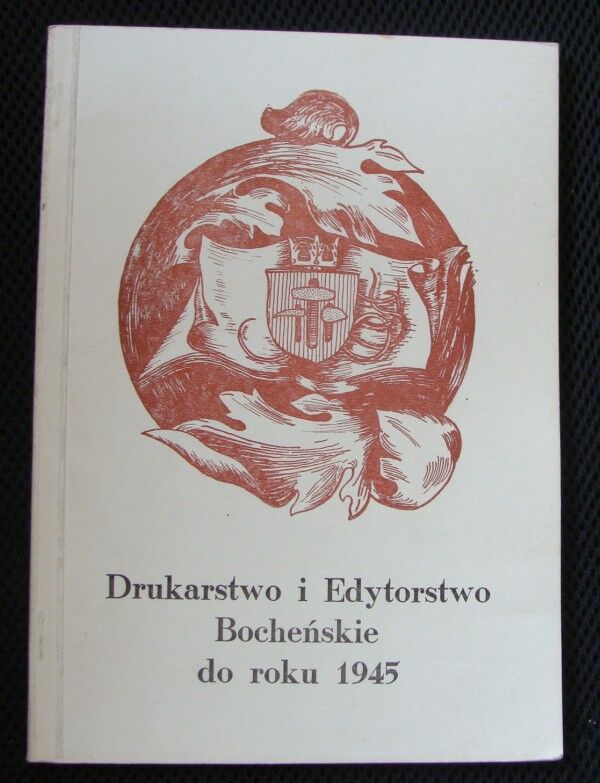 Drukarstwo i Edytorstwo
Bocheńskie
do roku 1945